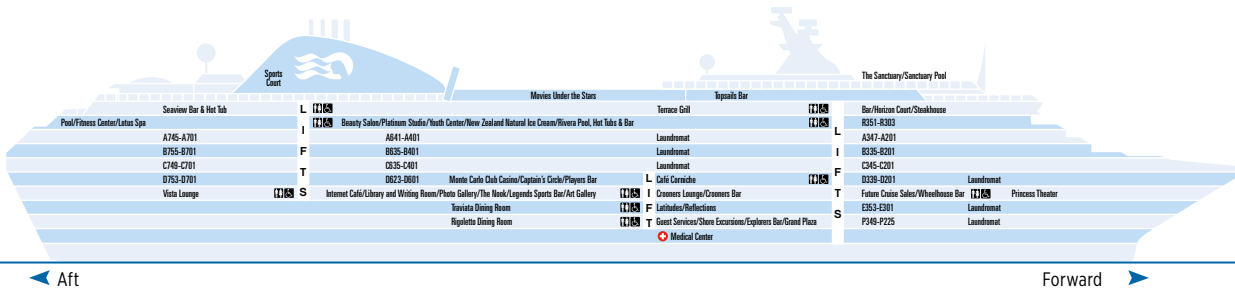 Sports
Court
The Sanctuary/Sanctuary Pool
Movies Under the Stars Topsails Bar
Seaview Bar & Hot Tub Terrace Grill Bar/Horizon Court/Steakhouse
Pool/Fitness Center/Lotus Spa Beauty Salon/Platinum Studio/Youth Center/New Zealand Natural Ice Cream/Rivera Pool, Hot Tubs & Bar R351-R303
A745-A701 A641-A401 Laundromat A347-A201
B755-B701 B635-B401 Laundromat B335-B201
C749-C701 C635-C401 Laundromat C345-C201
D753-D701 D623-D601 Monte Carlo Club Casino/Captain's Circle/Players Bar Café Corniche D339-D201 Laundromat
Vista Lounge Internet Café/Library and Writing Room/Photo Gallery/The Nook/Legends Sports Bar/Art Gallery Crooners Lounge/Crooners Bar Future Cruise Sales/Wheelhouse Bar Princess Theater
Traviata Dining Room Latitudes/Reflections E353-E301 Laundromat
Rigoletto Dining Room Guest Services/Shore Excursions/Explorers Bar/Grand Plaza P349-P225 Laundromat
Medical Center
LIFTS
LIFT
LIFTS
Aft Forward